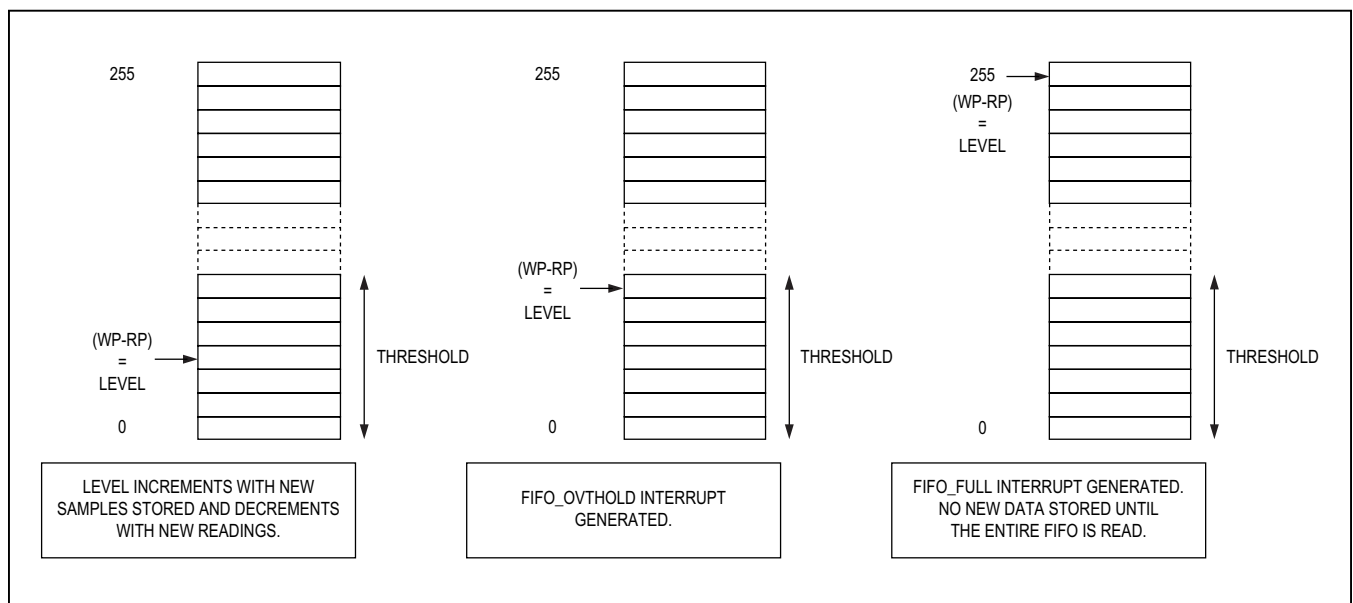 255
(WP-RP)
=
LEVEL
0
THRESHOLD
LEVEL INCREMENTS WITH NEW
SAMPLES STORED AND DECREMENTS
WITH NEW READINGS.
255
(WP-RP)
=
LEVEL
0
THRESHOLD
FIFO_OVTHOLD INTERRUPT
GENERATED.
255
(WP-RP)
=
LEVEL
0
THRESHOLD
FIFO_FULL INTERRUPT GENERATED.
NO NEW DATA STORED UNTIL
THE ENTIRE FIFO IS READ.